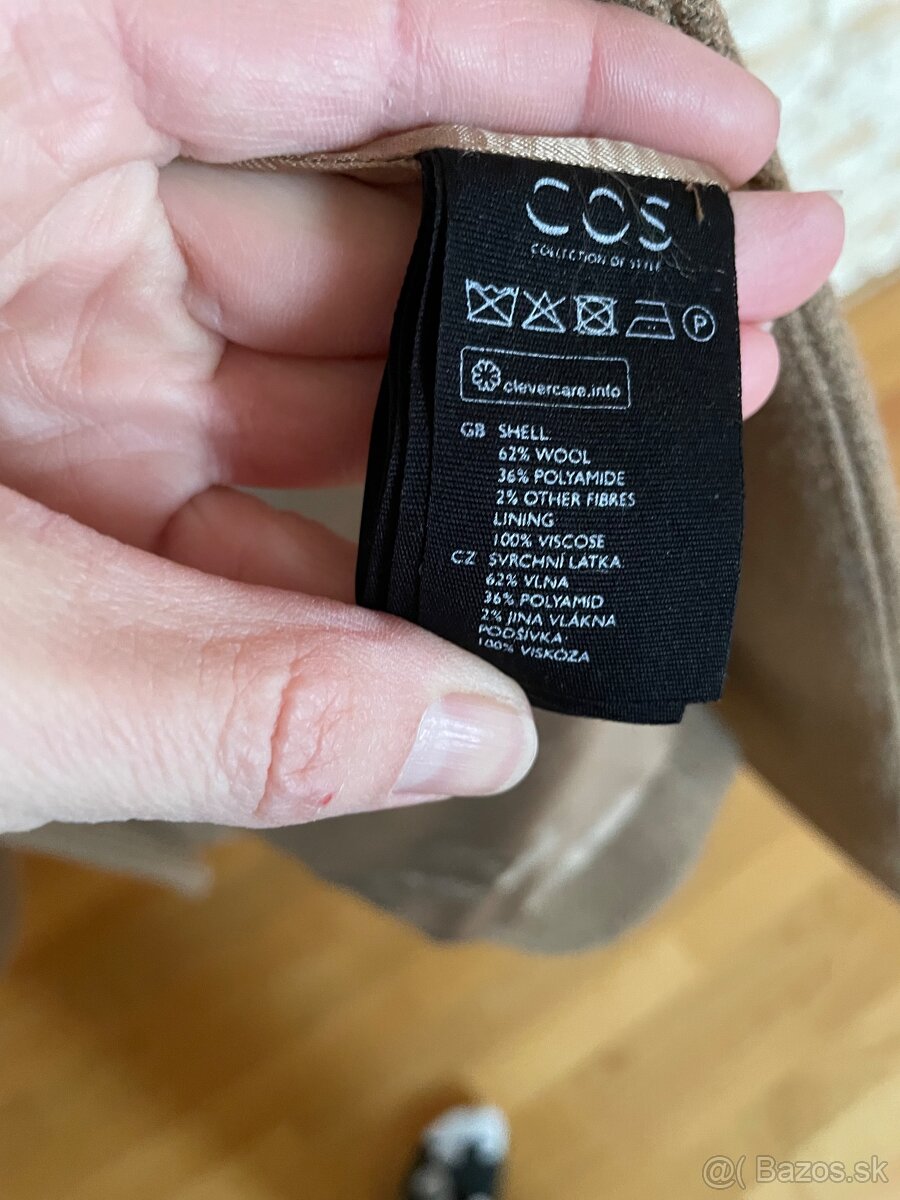 COS
COLLECTION OF STYLE
P
clevercare.info
GB SHELL
62% WOOL
36% POLYAMIDE
2% OTHER FIBRES
LINING
100% VISCOSE
CZ SVRCHNÍ LÁTKA
62% VLNA
36% POLYAMID
2% JINÁ VLÁKNA
PODŠÍVKA
100% VISKÓZA
@( Bazos.sk